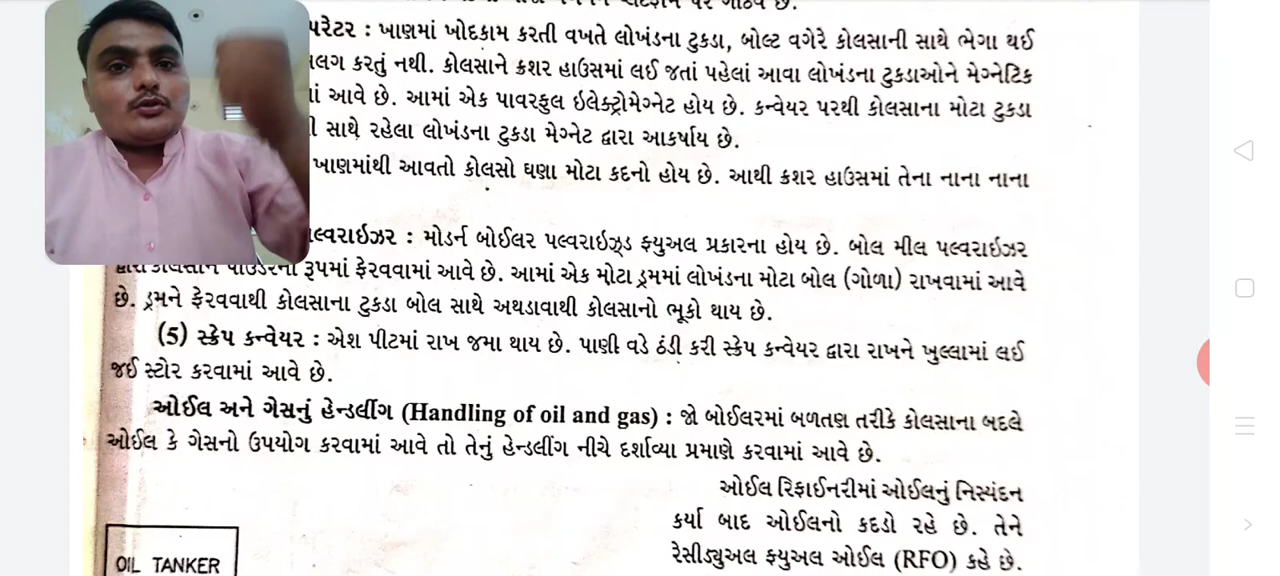 પરેટર : ખાણમાં ખોદકામ કરતી વખતે લોખંડના ટુકડા, બોલ્ટ વગેરે કોલસાની સાથે ભેગા થઈ
લગ કરતું નથી. કોલસાને ક્રશર હાઉસમાં લઈ જતાં પહેલાં આવા લોખંડના ટુકડાઓને મેગ્નેટિક
માં આવે છે. આમાં એક પાવરફુલ ઇલેક્ટ્રોમેગ્નેટ હોય છે. કન્વેયર પરથી કોલસાના મોટા ટુકડા
ી સાથે રહેલા લોખંડના ટુકડા મેગ્નેટ દ્વારા આકર્ષાય છે.
ખાણમાંથી આવતો કોલસો ઘણા મોટા કદનો હોય છે. આથી ક્રશર હાઉસમાં તેના નાના નાના
પલ્વરાઇઝર : મોડર્ન બોઈલર પલ્વરાઇઝ્ડ ફ્યુઅલ પ્રકારના હોય છે. બોલ મીલ પલ્વરાઇઝર
દ્વારા કોલસાને પાઉડરના રૂપમાં ફેરવવામાં આવે છે. આમાં એક મોટા ડ્રમમાં લોખંડના મોટા બોલ (ગોળા) રાખવામાં આવે
છે. ડ્રમને ફેરવવાથી કોલસાના ટુકડા બોલ સાથે અથડાવાથી કોલસાનો ભૂકો થાય છે.
(5) સ્ક્રેપ કન્વેયર : એશ પીટમાં રાખ જમા થાય છે. પાણી વડે ઠંડી કરી સ્ક્રેપ કન્વેયર દ્વારા રાખને ખુલ્લામાં લઈ
જઈ સ્ટોર કરવામાં આવે છે.
ઓઈલ અને ગેસનું હેન્ડલીંગ (Handling of oil and gas) : જો બોઈલરમાં બળતણ તરીકે કોલસાના બદલે
ઓઈલ કે ગેસનો ઉપયોગ કરવામાં આવે તો તેનું હેન્ડલીંગ નીચે દર્શાવ્યા પ્રમાણે કરવામાં આવે છે.
ઓઈલ રિફાઈનરીમાં ઓઈલનું નિસ્યંદન
કર્યા બાદ ઓઈલનો કદડો રહે છે. તેને
રેસીડ્યુઅલ ફ્યુઅલ ઓઈલ (RFO) કહે છે.
OIL TANKER